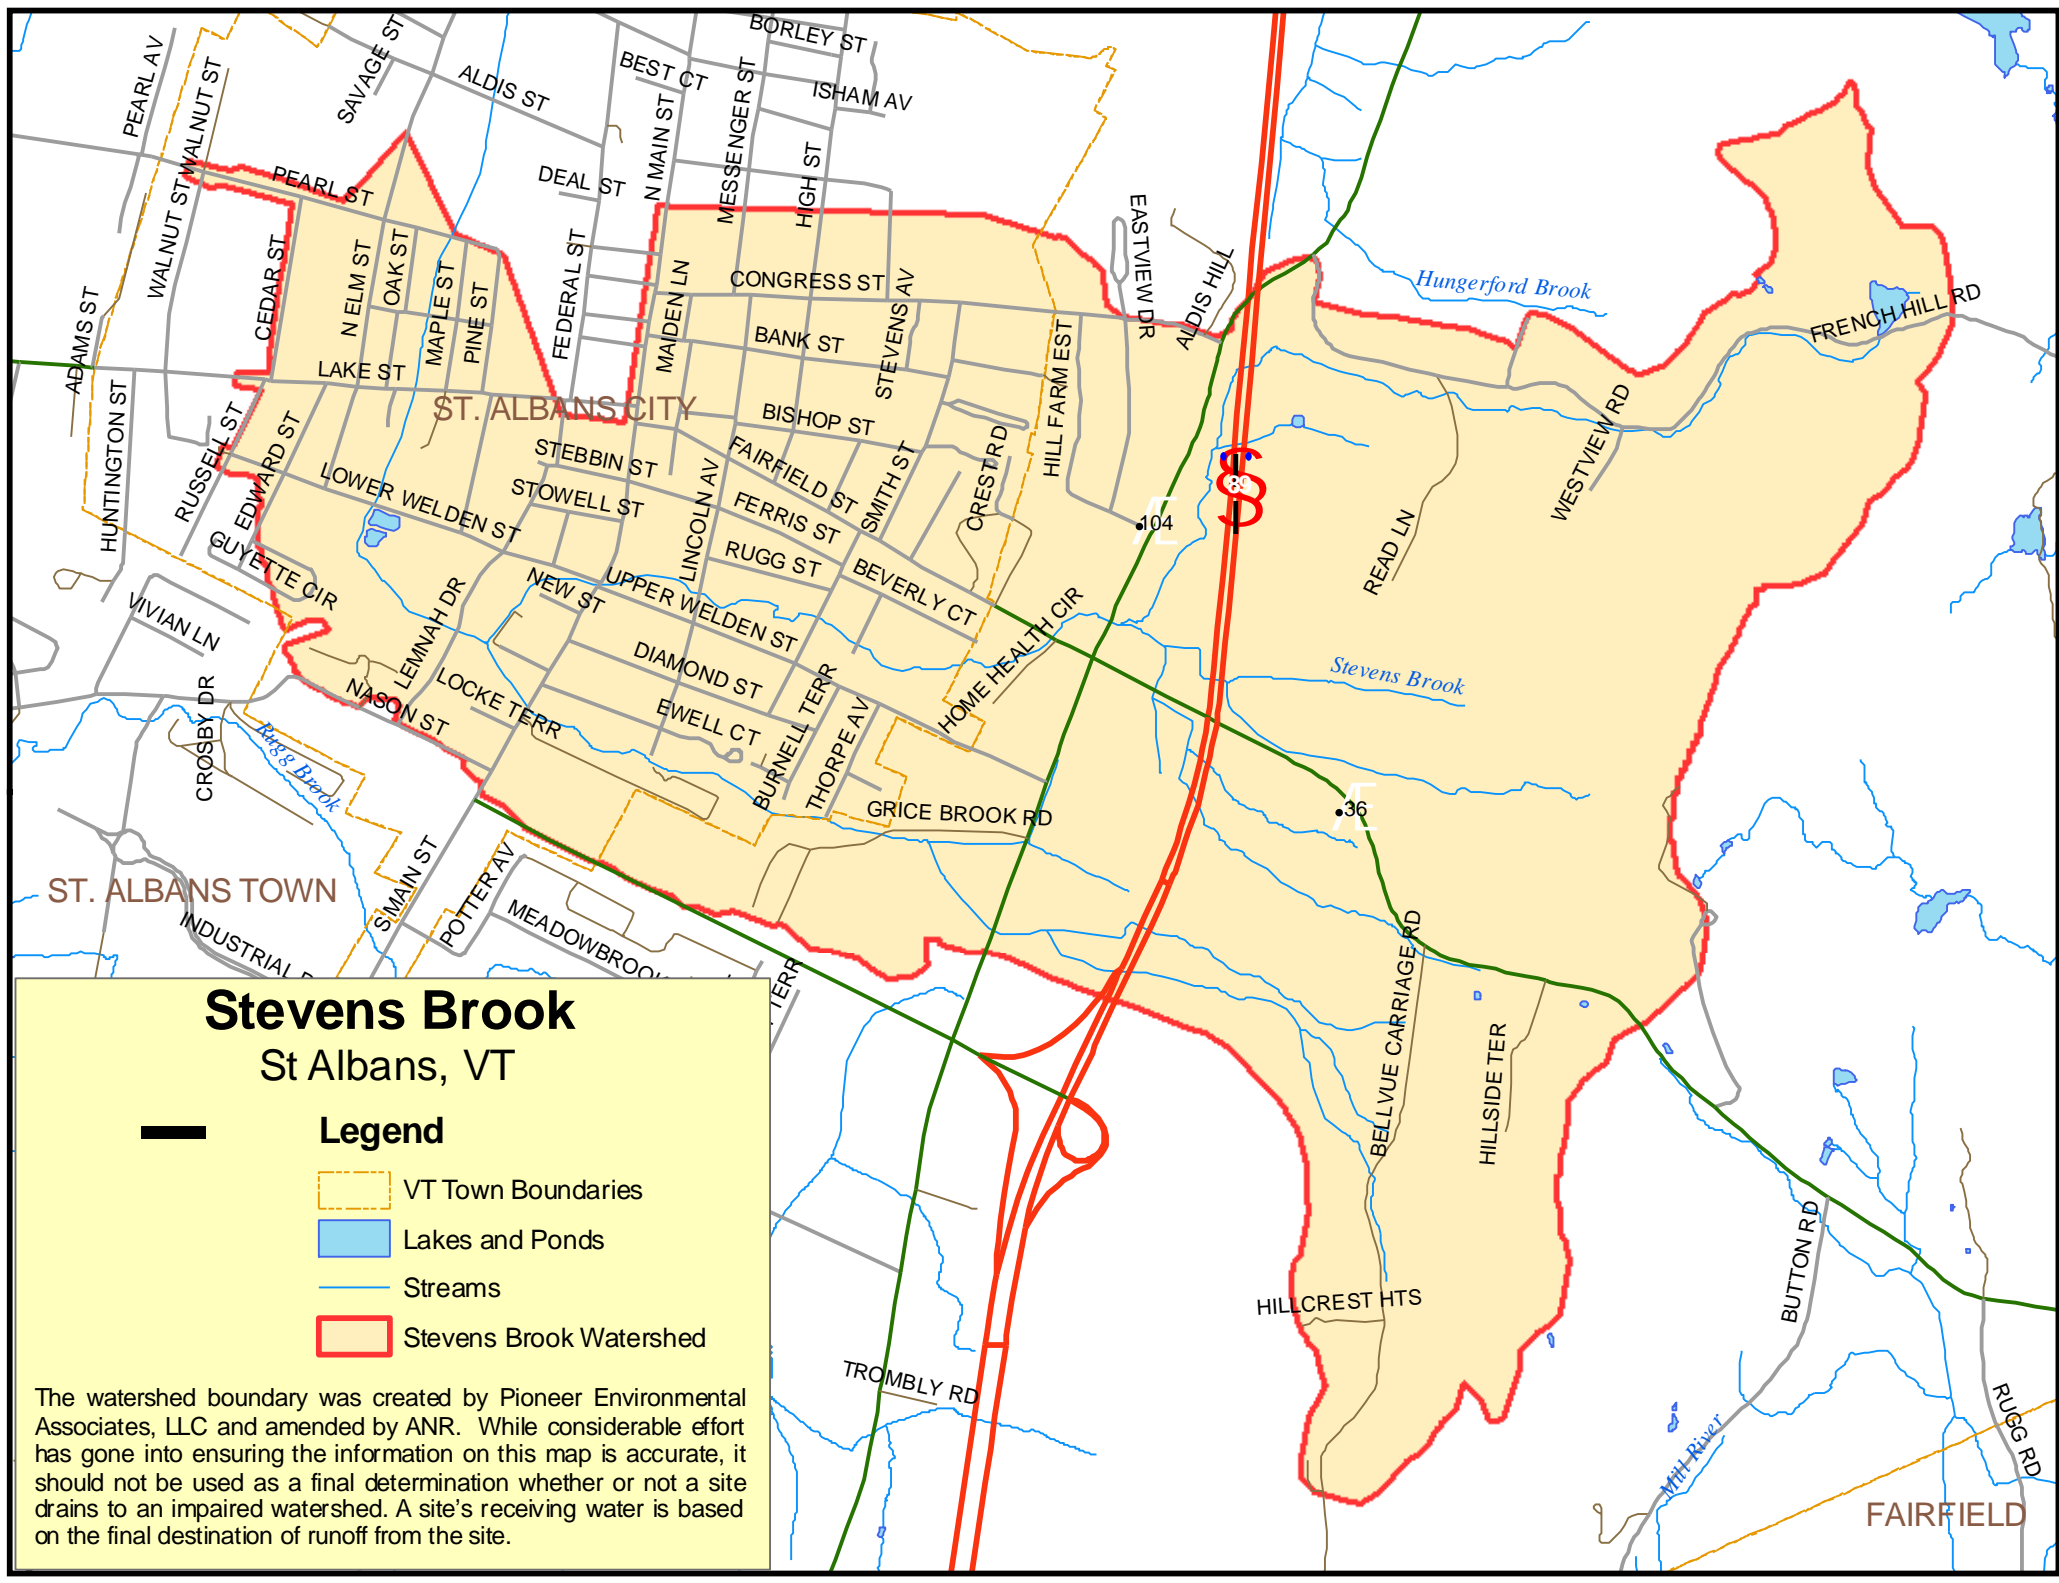 BORLEY ST
SAVAGE ST
PEARL AV
WALNUT ST
ALDIS ST
BEST CT
ISHAM AV
MESSENGER ST
N MAIN ST
HIGH ST
DEAL ST
PEARL ST
WALNUT ST
EASTVIEW DR
ALDIS HILL
Hungerford Brook
FRENCH HILL RD
CEDAR ST
N ELM ST
OAK ST
MAPLE ST
PINE ST
FEDERAL ST
MAIDEN LN
CONGRESS ST
STEVENS AV
BANK ST
ADAMS ST
LAKE ST
HILL FARM EST
ST. ALBANS CITY
BISHOP ST
WESTVIEW RD
HUNTINGTON ST
RUSSELL ST
EDWARD ST
STEBBIN ST
FAIRFIELD ST
SMITH ST
CREST RD
LOWER WELDEN ST
STOWELL ST
LINCOLN AV
FERRIS ST
89
104
READ LN
GUYETTE CIR
RUGG ST
BEVERLY CT
VIVIAN LN
LEMNAH DR
NEW ST
UPPER WELDEN ST
HOME HEALTH CIR
DIAMOND ST
Stevens Brook
NASON ST
LOCKE TERR
EWELL CT
BURNELL TERR
THORPE AV
CROSBY DR
Rugg Brook
GRICE BROOK RD
36
ST. ALBANS TOWN
S MAIN ST
POTTER AV
MEADOWBROOK
INDUSTRIAL
TERR
BELLVUE CARRIAGE RD
HILLSIDE TER
HILLCREST HTS
BUTTON RD
TROMBLY RD
Mill River
RUGG RD
FAIRFIELD
Stevens Brook
St Albans, VT
Legend
VT Town Boundaries
Lakes and Ponds
Streams
Stevens Brook Watershed
The watershed boundary was created by Pioneer Environmental
Associates, LLC and amended by ANR. While considerable effort
has gone into ensuring the information on this map is accurate, it
should not be used as a final determination whether or not a site
drains to an impaired watershed. A site's receiving water is based
on the final destination of runoff from the site.